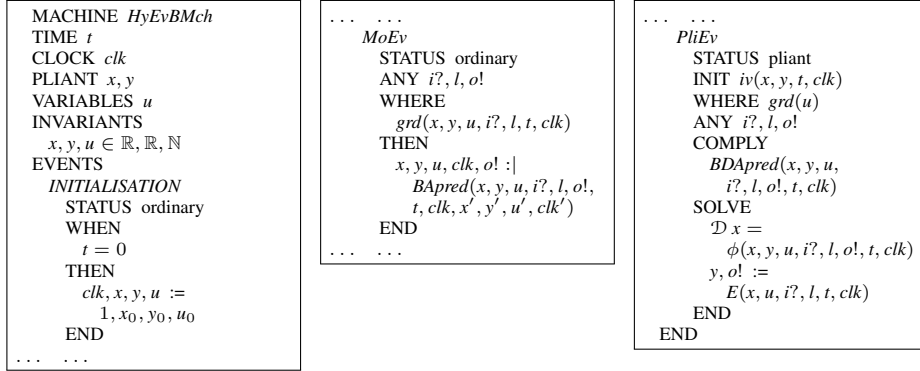 MACHINE HyEvBMch
TIME t
CLOCK clk
PLIANT x, y
VARIABLES u
INVARIANTS
x, y, u ∈ ℝ, ℝ, ℕ
EVENTS
INITIALISATION
STATUS ordinary
WHEN
t = 0
THEN
clk, x, y, u :=
1, x₀, y₀, u₀
END
. . .   . . .
. . .   . . .
MoEv
STATUS ordinary
ANY i?, l, o!
WHERE
grd(x, y, u, i?, l, t, clk)
THEN
x, y, u, clk, o! :|
BApred(x, y, u, i?, l, o!,
t, clk, x′, y′, u′, clk′)
END
. . .   . . .
. . .   . . .
PliEv
STATUS pliant
INIT iv(x, y, t, clk)
WHERE grd(u)
ANY i?, l, o!
COMPLY
BDApred(x, y, u,
i?, l, o!, t, clk)
SOLVE
𝒟 x =
ϕ(x, y, u, i?, l, o!, t, clk)
y, o! :=
E(x, u, i?, l, t, clk)
END
END